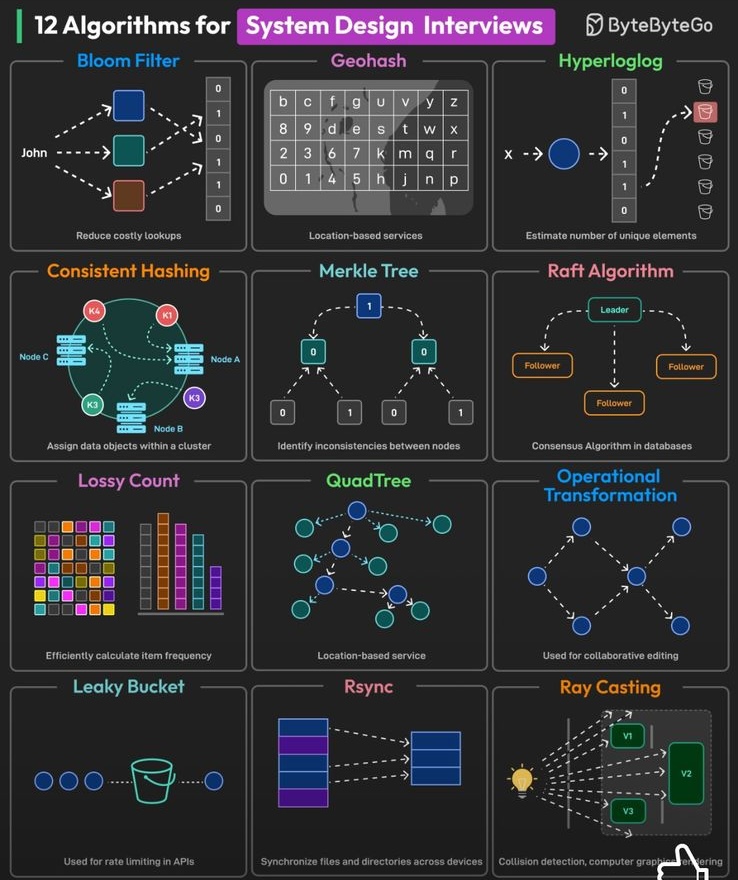 12 Algorithms for System Design Interviews
ByteByteGo
Bloom Filter
John
0
1
0
1
1
0
Reduce costly lookups
Geohash
b c f g u v y z
8 9 d e s t w x
2 3 6 7 k m q r
0 1 4 5 h j n p
Location-based services
Hyperloglog
x
0
1
0
1
1
0
Estimate number of unique elements
Consistent Hashing
K4
K1
Node C
Node A
K3
K3
Node B
Assign data objects within a cluster
Merkle Tree
1
0 0
0 1 0 1
Identify inconsistencies between nodes
Raft Algorithm
Leader
Follower
Follower
Follower
Consensus Algorithm in databases
Lossy Count
Efficiently calculate item frequency
QuadTree
Location-based service
Operational
Transformation
Used for collaborative editing
Leaky Bucket
Used for rate limiting in APIs
Rsync
Synchronize files and directories across devices
Ray Casting
V1
V2
V3
Collision detection, computer graphics rendering